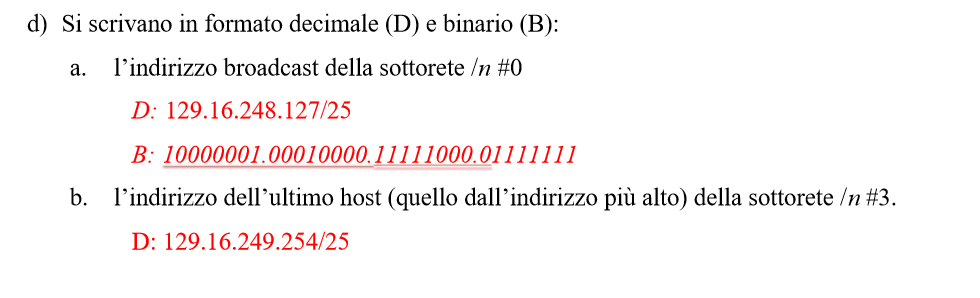 d) Si scrivano in formato decimale (D) e binario (B):
a. l’indirizzo broadcast della sottorete /n #0
D: 129.16.248.127/25
B: 10000001.00010000.11111000.01111111
b. l’indirizzo dell’ultimo host (quello dall’indirizzo più alto) della sottorete /n #3.
D: 129.16.249.254/25